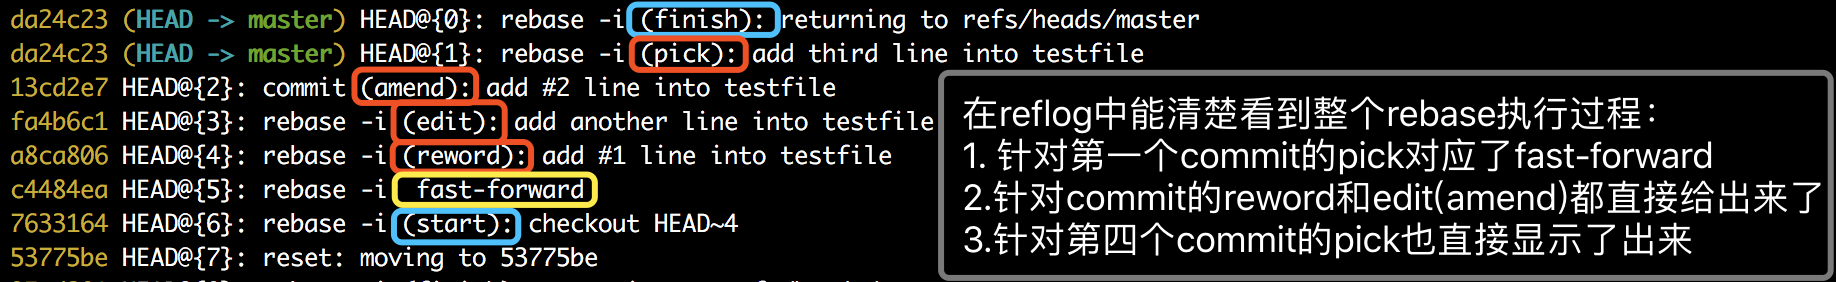 da24c23 (HEAD -> master) HEAD@{0}: rebase -i (finish): returning to refs/heads/master
da24c23 (HEAD -> master) HEAD@{1}: rebase -i (pick): add third line into testfile
13cd2e7 HEAD@{2}: commit (amend): add #2 line into testfile
fa4b6c1 HEAD@{3}: rebase -i (edit): add another line into testfile
a8ca806 HEAD@{4}: rebase -i (reword): add #1 line into testfile
c4484ea HEAD@{5}: rebase -i fast-forward
7633164 HEAD@{6}: rebase -i (start): checkout HEAD~4
53775be HEAD@{7}: reset: moving to 53775be
在reflog中能清楚看到整个rebase执行过程：
1. 针对第一个commit的pick对应了fast-forward
2.针对commit的reword和edit(amend)都直接给出来了
3.针对第四个commit的pick也直接显示了出来